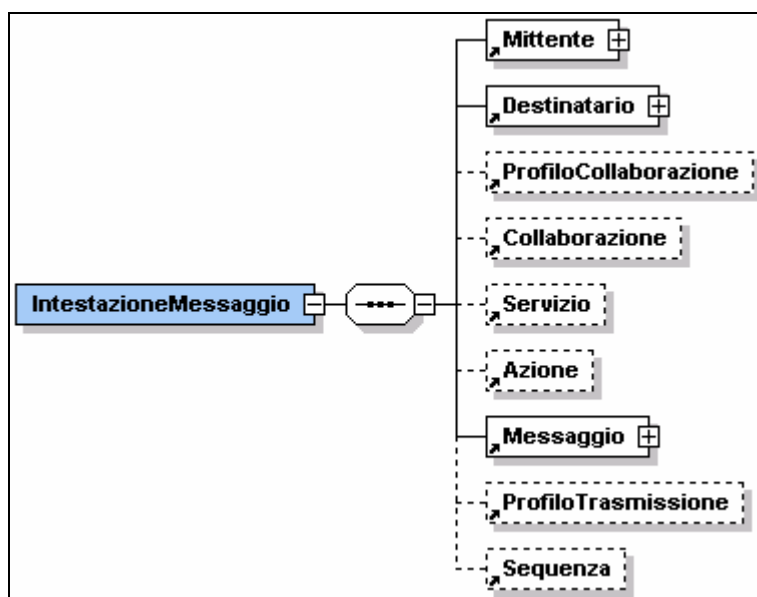 Mittente
Destinatario
ProfiloCollaborazione
Collaborazione
IntestazioneMessaggio
Servizio
Azione
Messaggio
ProfiloTrasmissione
Sequenza